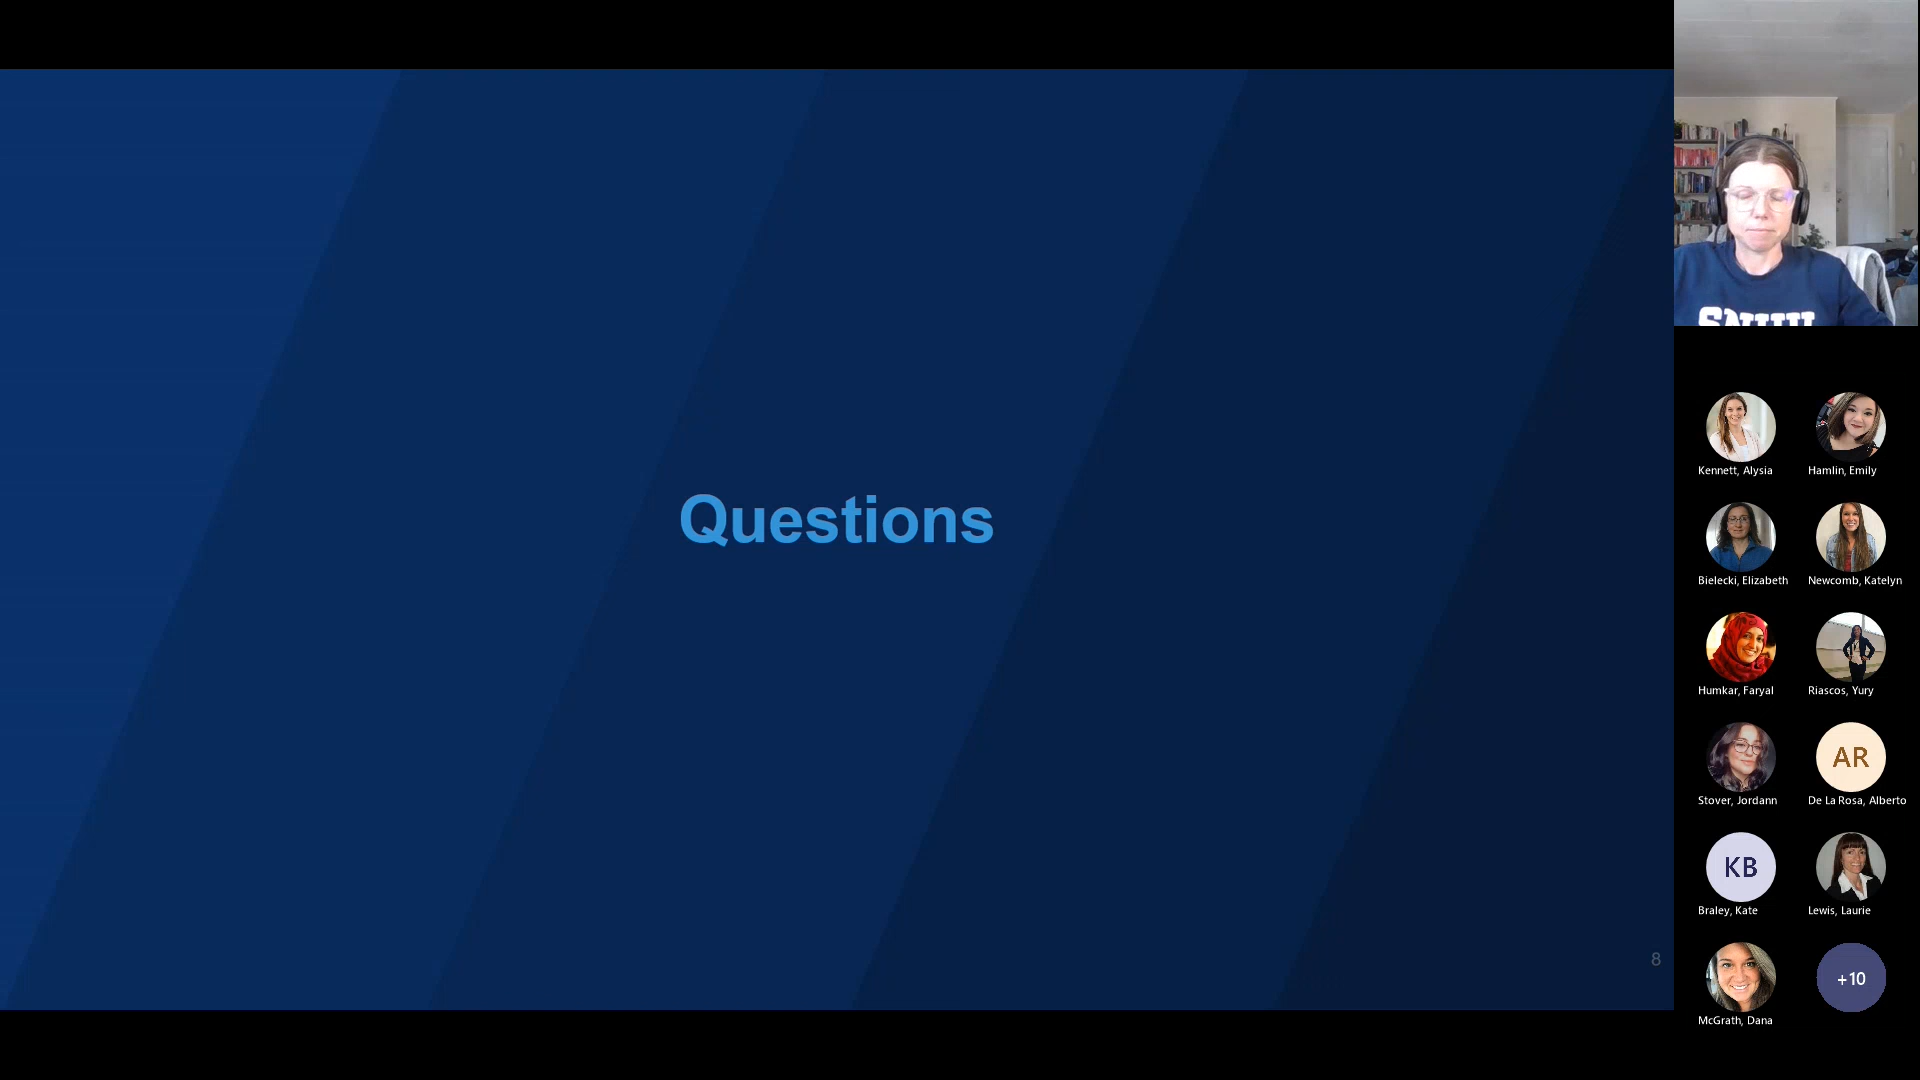 Questions
8
SNHU
Kennett, Alysia
Hamlin, Emily
Bielecki, Elizabeth
Newcomb, Katelyn
Humkar, Faryal
Riascos, Yury
Stover, Jordann
AR
De La Rosa, Alberto
KB
Braley, Kate
Lewis, Laurie
McGrath, Dana
+10